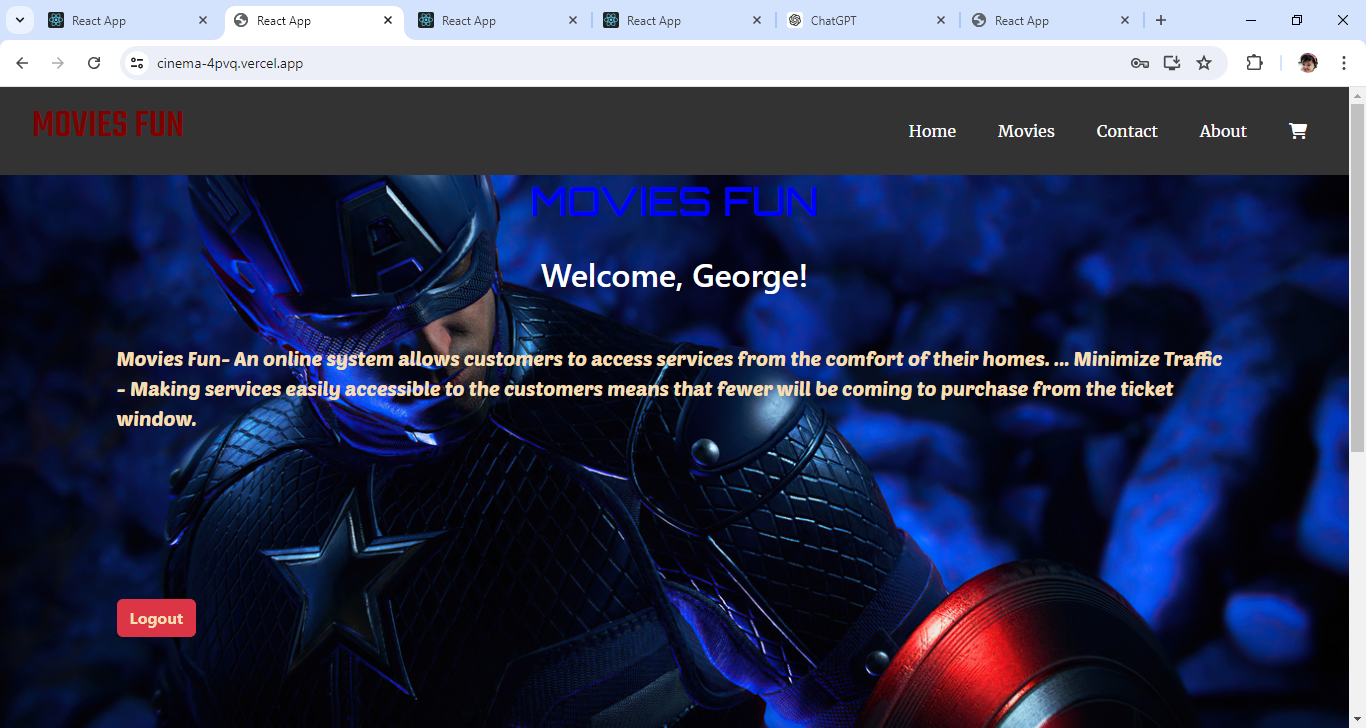 React App
React App
React App
React App
ChatGPT
React App
cinema-4pvq.vercel.app
MOVIES FUN
Home
Movies
Contact
About
MOVIES FUN
Welcome, George!
Movies Fun- An online system allows customers to access services from the comfort of their homes. ... Minimize Traffic
- Making services easily accessible to the customers means that fewer will be coming to purchase from the ticket
window.
Logout